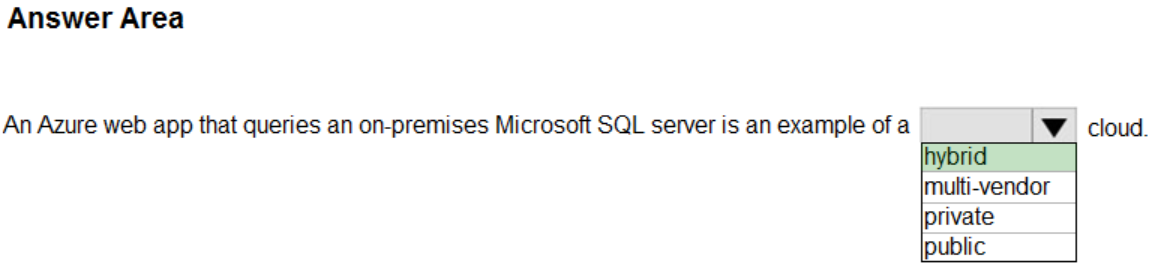 Answer Area
An Azure web app that queries an on-premises Microsoft SQL server is an example of a cloud.
hybrid
multi-vendor
private
public